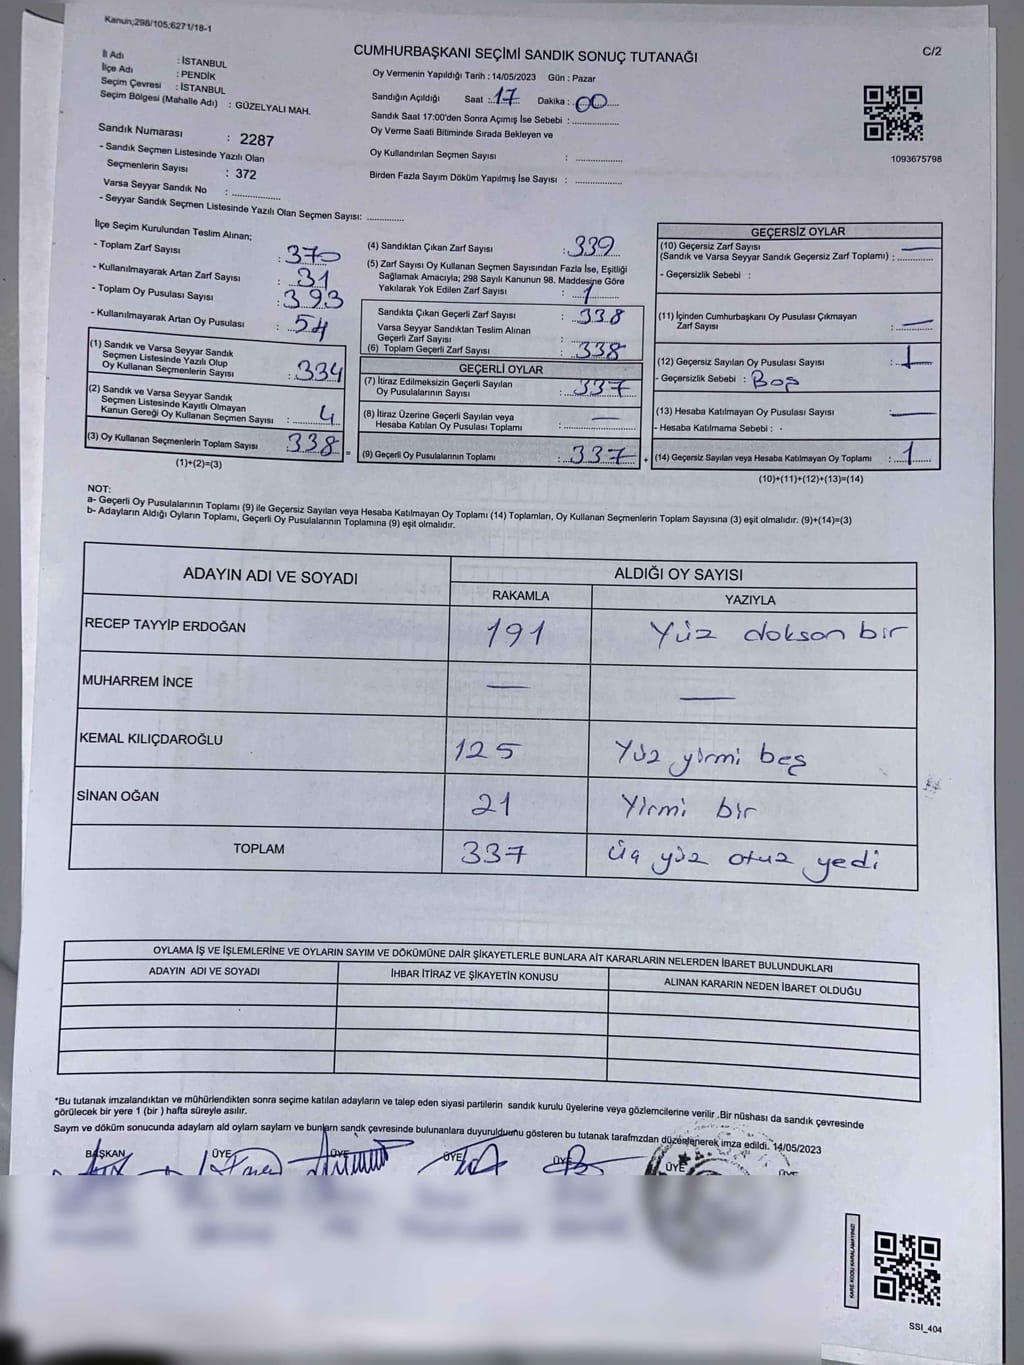 Kanun;298/105;6271/18-1
C/2
CUMHURBAŞKANI SEÇİMİ SANDIK SONUÇ TUTANAĞI
İl Adı : İSTANBUL
İlçe Adı : PENDİK
Seçim Çevresi : İSTANBUL
Seçim Bölgesi (Mahalle Adı) : GÜZELYALI MAH.
Oy Vermenin Yapıldığı Tarih : 14/05/2023 Gün : Pazar
Sandığın Açıldığı Saat : 17 Dakika : 00
Sandık Saat 17:00'den Sonra Açımış İse Sebebi : ....................
Oy Verme Saati Bitiminde Sırada Bekleyen ve
Oy Kullandırılan Seçmen Sayısı : ....................
Birden Fazla Sayım Döküm Yapılmış İse Sayısı : ....................
1093675798
Sandık Numarası : 2287
- Sandık Seçmen Listesinde Yazılı Olan
Seçmenlerin Sayısı : 372
Varsa Seyyar Sandık No : ....................
- Seyyar Sandık Seçmen Listesinde Yazılı Olan Seçmen Sayısı: ...............
İlçe Seçim Kurulundan Teslim Alınan;
- Toplam Zarf Sayısı : 370
- Kullanılmayarak Artan Zarf Sayısı : 31
- Toplam Oy Pusulası Sayısı : 393
- Kullanılmayarak Artan Oy Pusulası : 54
(1) Sandık ve Varsa Seyyar Sandık
Seçmen Listesinde Yazılı Olup
Oy Kullanan Seçmenlerin Sayısı : 334
(2) Sandık ve Varsa Seyyar Sandık
Seçmen Listesinde Kayıtlı Olmayan
Kanun Gereği Oy Kullanan Seçmen Sayısı : 4
(3) Oy Kullanan Seçmenlerin Toplam Sayısı : 338 =
(1)+(2)=(3)
(4) Sandıktan Çıkan Zarf Sayısı : 339
(5) Zarf Sayısı Oy Kullanan Seçmen Sayısından Fazla İse, Eşitliği
Sağlamak Amacıyla; 298 Sayılı Kanunun 98. Maddesine Göre
Yakılarak Yok Edilen Zarf Sayısı : 1
Sandıkta Çıkan Geçerli Zarf Sayısı : 338
Varsa Seyyar Sandıktan Teslim Alınan
Geçerli Zarf Sayısı : ....................
(6) Toplam Geçerli Zarf Sayısı : 338
GEÇERLİ OYLAR
(7) İtiraz Edilmeksizin Geçerli Sayılan
Oy Pusulalarının Sayısı : 337
(8) İtiraz Üzerine Geçerli Sayılan veya
Hesaba Katılan Oy Pusulası Toplamı : —
(9) Geçerli Oy Pusulalarının Toplamı : 337 +
GEÇERSİZ OYLAR
(10) Geçersiz Zarf Sayısı —
(Sandık ve Varsa Seyyar Sandık Geçersiz Zarf Toplamı) : .............
- Geçersizlik Sebebi :
(11) İçinden Cumhurbaşkanı Oy Pusulası Çıkmayan
Zarf Sayısı : —
(12) Geçersiz Sayılan Oy Pusulası Sayısı : 1
- Geçersizlik Sebebi : Boş
(13) Hesaba Katılmayan Oy Pusulası Sayısı : —
- Hesaba Katılmama Sebebi :
(14) Geçersiz Sayılan veya Hesaba Katılmayan Oy Toplamı : 1
(10)+(11)+(12)+(13)=(14)
NOT:
a- Geçerli Oy Pusulalarının Toplamı (9) ile Geçersiz Sayılan veya Hesaba Katılmayan Oy Toplamı (14) Toplamları, Oy Kullanan Seçmenlerin Toplam Sayısına (3) eşit olmalıdır. (9)+(14)=(3)
b- Adayların Aldığı Oyların Toplamı, Geçerli Oy Pusulalarının Toplamına (9) eşit olmalıdır.
ADAYIN ADI VE SOYADI
ALDIĞI OY SAYISI
RAKAMLA YAZIYLA
RECEP TAYYİP ERDOĞAN 191 Yüz doksan bir
MUHARREM İNCE — —
KEMAL KILIÇDAROĞLU 125 Yüz yirmi beş
SİNAN OĞAN 21 Yirmi bir
TOPLAM 337 üç yüz otuz yedi
OYLAMA İŞ VE İŞLEMLERİNE VE OYLARIN SAYIM VE DÖKÜMÜNE DAİR ŞİKAYETLERLE BUNLARA AİT KARARLARIN NELERDEN İBARET BULUNDUKLARI
ADAYIN ADI VE SOYADI İHBAR İTİRAZ VE ŞİKAYETİN KONUSU ALINAN KARARIN NEDEN İBARET OLDUĞU
*Bu tutanak imzalandıktan ve mühürlendikten sonra seçime katılan adayların ve talep eden siyasi partilerin sandık kurulu üyelerine veya gözlemcilerine verilir .Bir nüshası da sandık çevresinde
görülecek bir yere 1 (bir ) hafta süreyle asılır.
Sayım ve döküm sonucunda adayların ald oyların sayları ve bunların sandk çevresinde bulunanlara duyurulduğunu gösteren bu tutanak tarafmzdan düzenlenerek imza edildi. 14/05/2023
BAŞKAN ÜYE ÜYE ÜYE ÜYE ÜYE ÜYE
KARE KODU KARALAMAYINIZ!
SSI_404